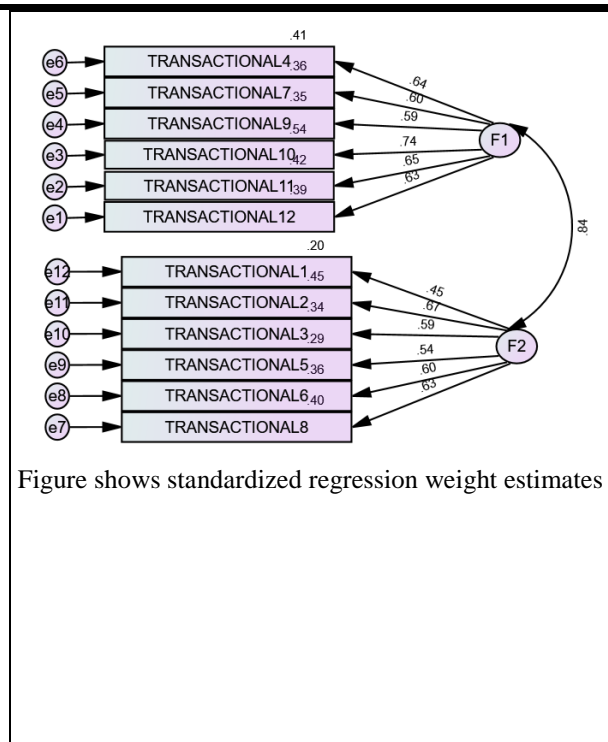 .41
e6 TRANSACTIONAL4 .36 .64
e5 TRANSACTIONAL7 .35 .60
e4 TRANSACTIONAL9 .54 .59 F1
e3 TRANSACTIONAL10 .42 .74
e2 TRANSACTIONAL11 .39 .65
e1 TRANSACTIONAL12 .63
.84
.20
e12 TRANSACTIONAL1 .45 .45
e11 TRANSACTIONAL2 .34 .67
e10 TRANSACTIONAL3 .29 .59 F2
e9 TRANSACTIONAL5 .36 .54
e8 TRANSACTIONAL6 .40 .60
e7 TRANSACTIONAL8 .63
Figure shows standardized regression weight estimates